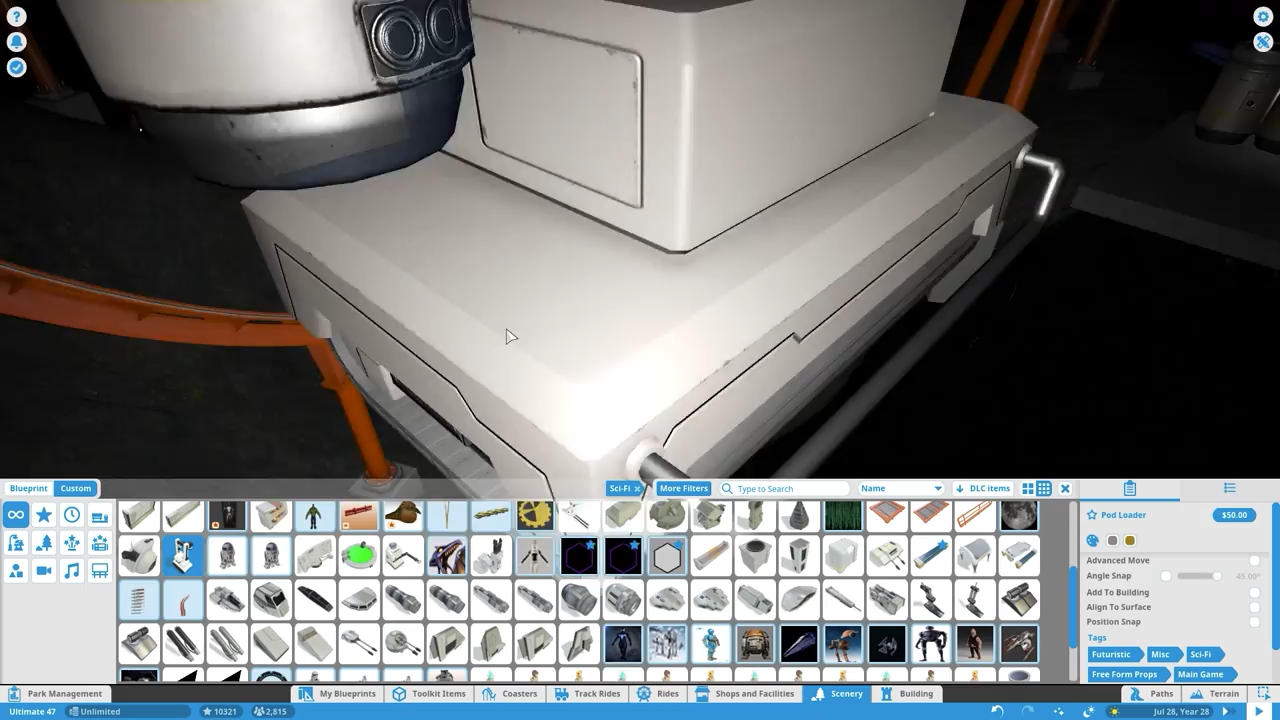 Blueprint
Custom
Sci-Fi
More Filters
Type to Search
Name
DLC items
Pod Loader
$50.00
Advanced Move
Angle Snap
45.00°
Add To Building
Align To Surface
Position Snap
Tags
Futuristic
Misc
Sci-Fi
Free Form Props
Main Game
Park Management
My Blueprints
Toolkit Items
Coasters
Track Rides
Rides
Shops and Facilities
Scenery
Building
Paths
Terrain
Ultimate 47
Unlimited
10321
2,815
Jul 28, Year 28